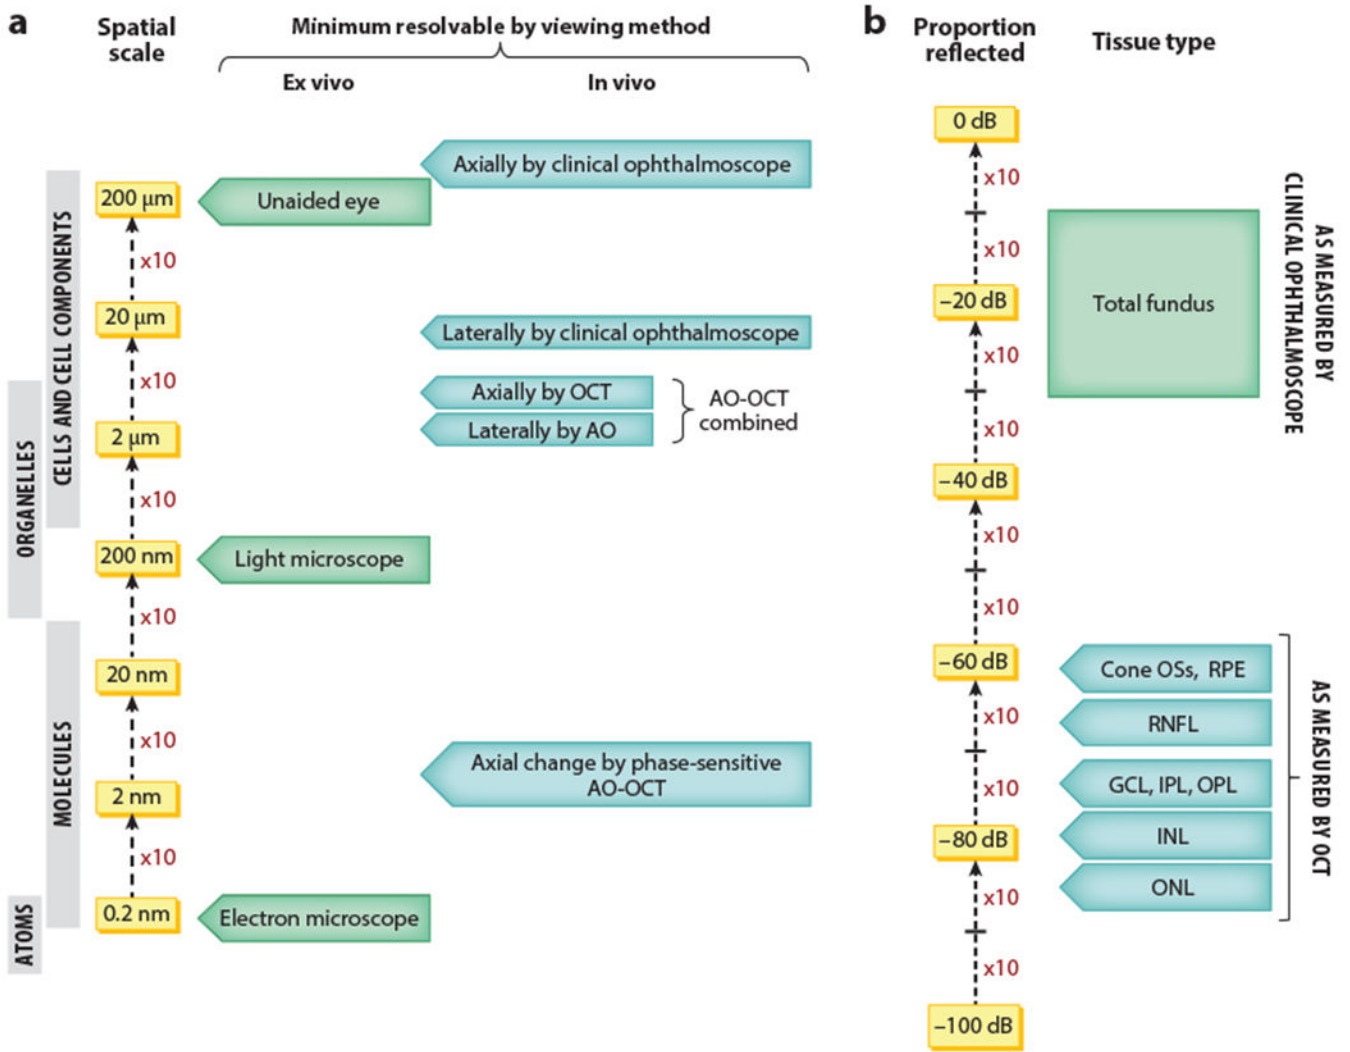 a
Spatial
scale
Minimum resolvable by viewing method
Ex vivo
In vivo
Axially by clinical ophthalmoscope
200 µm
Unaided eye
x10
20 µm
Laterally by clinical ophthalmoscope
x10
Axially by OCT
Laterally by AO
AO-OCT
combined
2 µm
x10
200 nm
Light microscope
x10
20 nm
x10
Axial change by phase-sensitive
AO-OCT
2 nm
x10
0.2 nm
Electron microscope
CELLS AND CELL COMPONENTS
ORGANELLES
MOLECULES
ATOMS
b
Proportion
reflected
Tissue type
0 dB
x10
x10
–20 dB
Total fundus
x10
x10
–40 dB
x10
x10
–60 dB
Cone OSs, RPE
x10
RNFL
x10
GCL, IPL, OPL
–80 dB
INL
x10
ONL
x10
–100 dB
AS MEASURED BY
CLINICAL OPHTHALMOSCOPE
AS MEASURED BY OCT